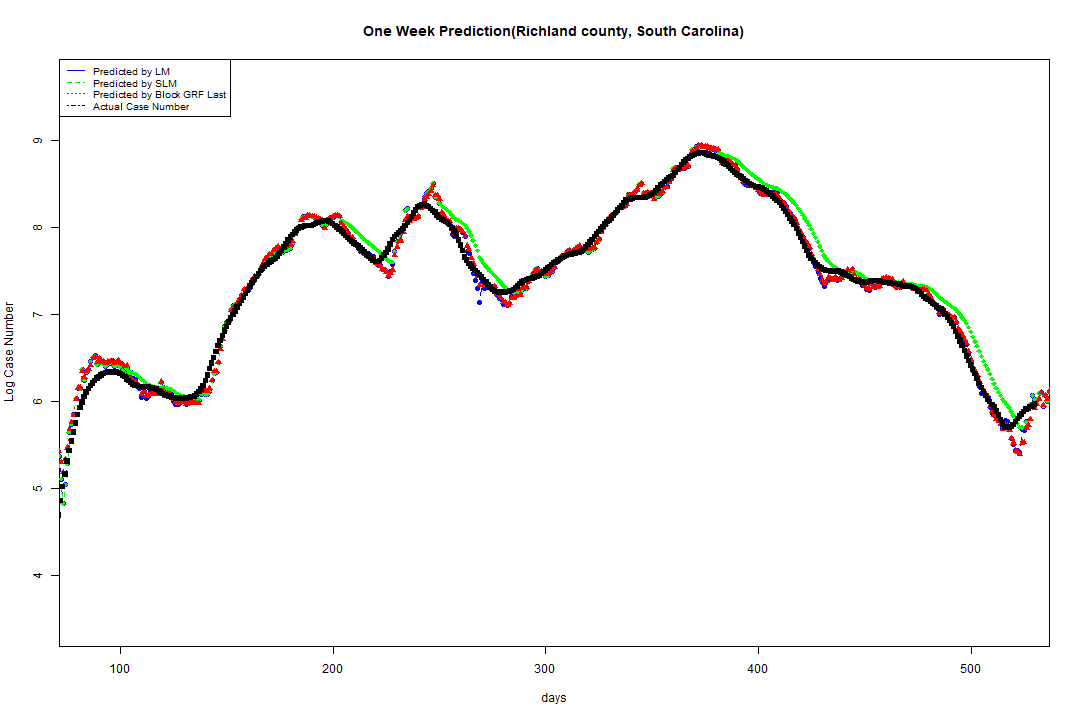 One Week Prediction(Richland county, South Carolina)
Predicted by LM
Predicted by SLM
Predicted by Block GRF Last
Actual Case Number
9
8
7
6
5
4
Log Case Number
100 200 300 400 500
days